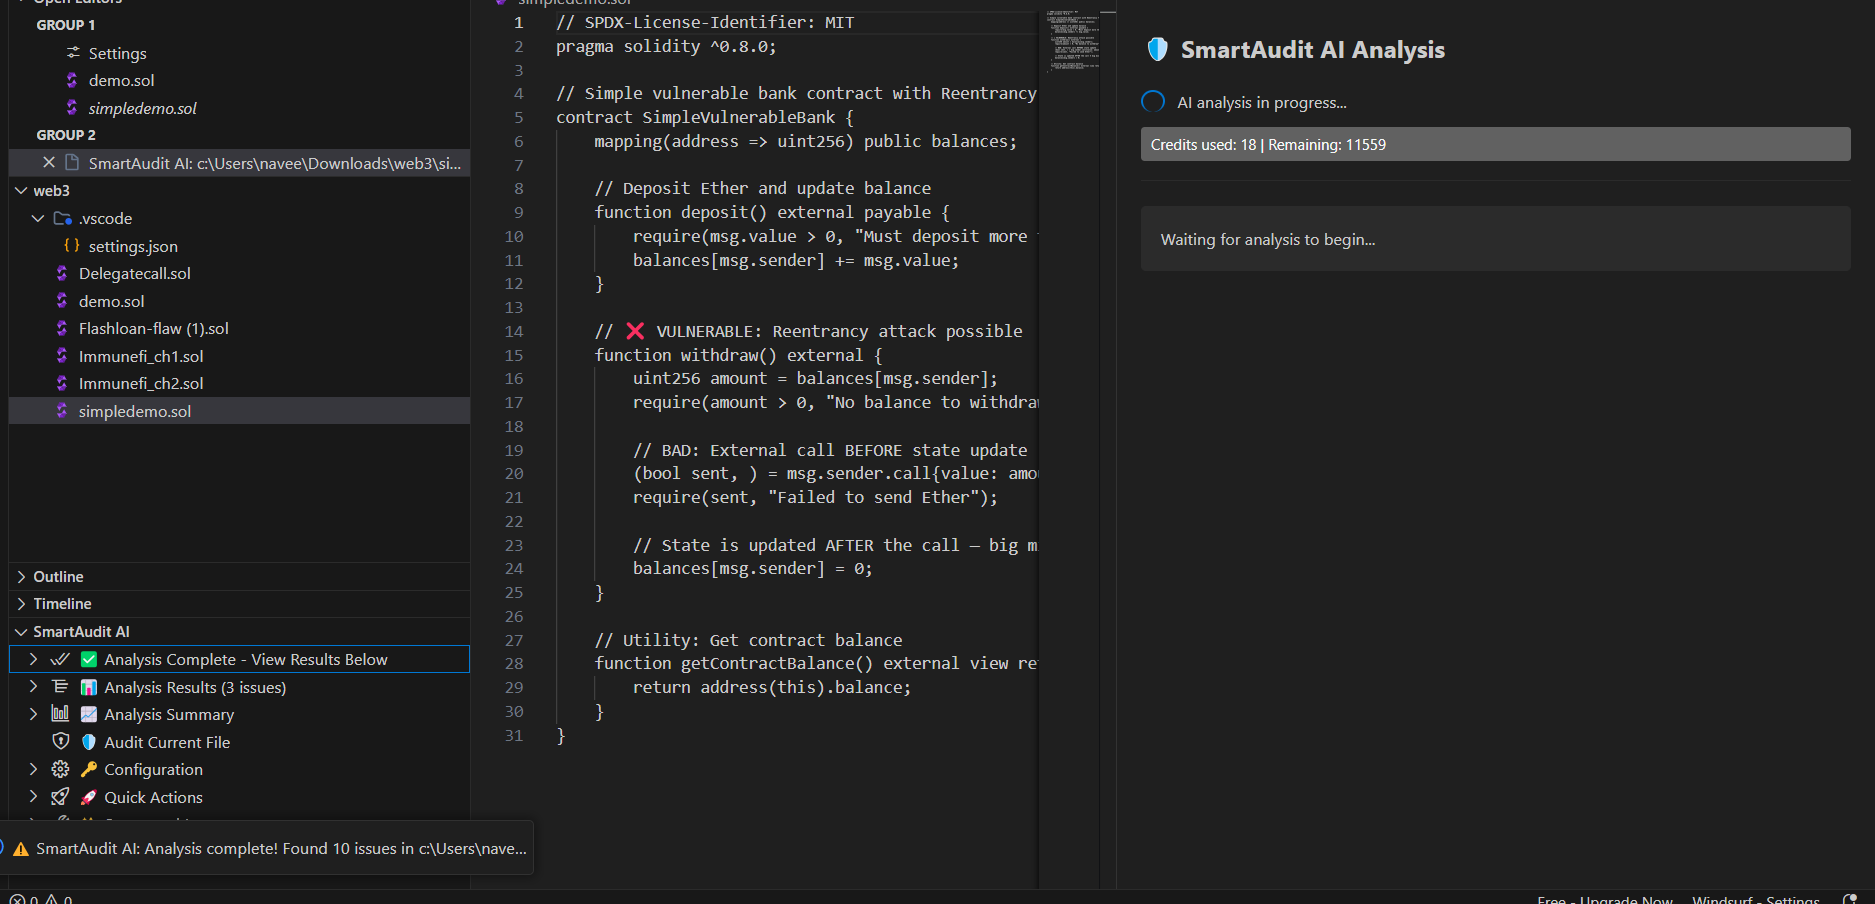 Open Editors
GROUP 1
Settings
demo.sol
simpledemo.sol
GROUP 2
SmartAudit AI: c:\Users\navee\Downloads\web3\si...
web3
.vscode
{} settings.json
Delegatecall.sol
demo.sol
Flashloan-flaw (1).sol
Immunefi_ch1.sol
Immunefi_ch2.sol
simpledemo.sol
Outline
Timeline
SmartAudit AI
Analysis Complete - View Results Below
Analysis Results (3 issues)
Analysis Summary
Audit Current File
Configuration
Quick Actions
SmartAudit AI: Analysis complete! Found 10 issues in c:\Users\nave...
0 0
simpledemo.sol
1 // SPDX-License-Identifier: MIT
2 pragma solidity ^0.8.0;
3
4 // Simple vulnerable bank contract with Reentrancy
5 contract SimpleVulnerableBank {
6 mapping(address => uint256) public balances;
7
8 // Deposit Ether and update balance
9 function deposit() external payable {
10 require(msg.value > 0, "Must deposit more
11 balances[msg.sender] += msg.value;
12 }
13
14 // ❌ VULNERABLE: Reentrancy attack possible
15 function withdraw() external {
16 uint256 amount = balances[msg.sender];
17 require(amount > 0, "No balance to withdraw
18
19 // BAD: External call BEFORE state update
20 (bool sent, ) = msg.sender.call{value: amou
21 require(sent, "Failed to send Ether");
22
23 // State is updated AFTER the call — big mi
24 balances[msg.sender] = 0;
25 }
26
27 // Utility: Get contract balance
28 function getContractBalance() external view re
29 return address(this).balance;
30 }
31 }
SmartAudit AI Analysis
AI analysis in progress...
Credits used: 18 | Remaining: 11559
Waiting for analysis to begin...
Free - Upgrade Now Windsurf - Settings